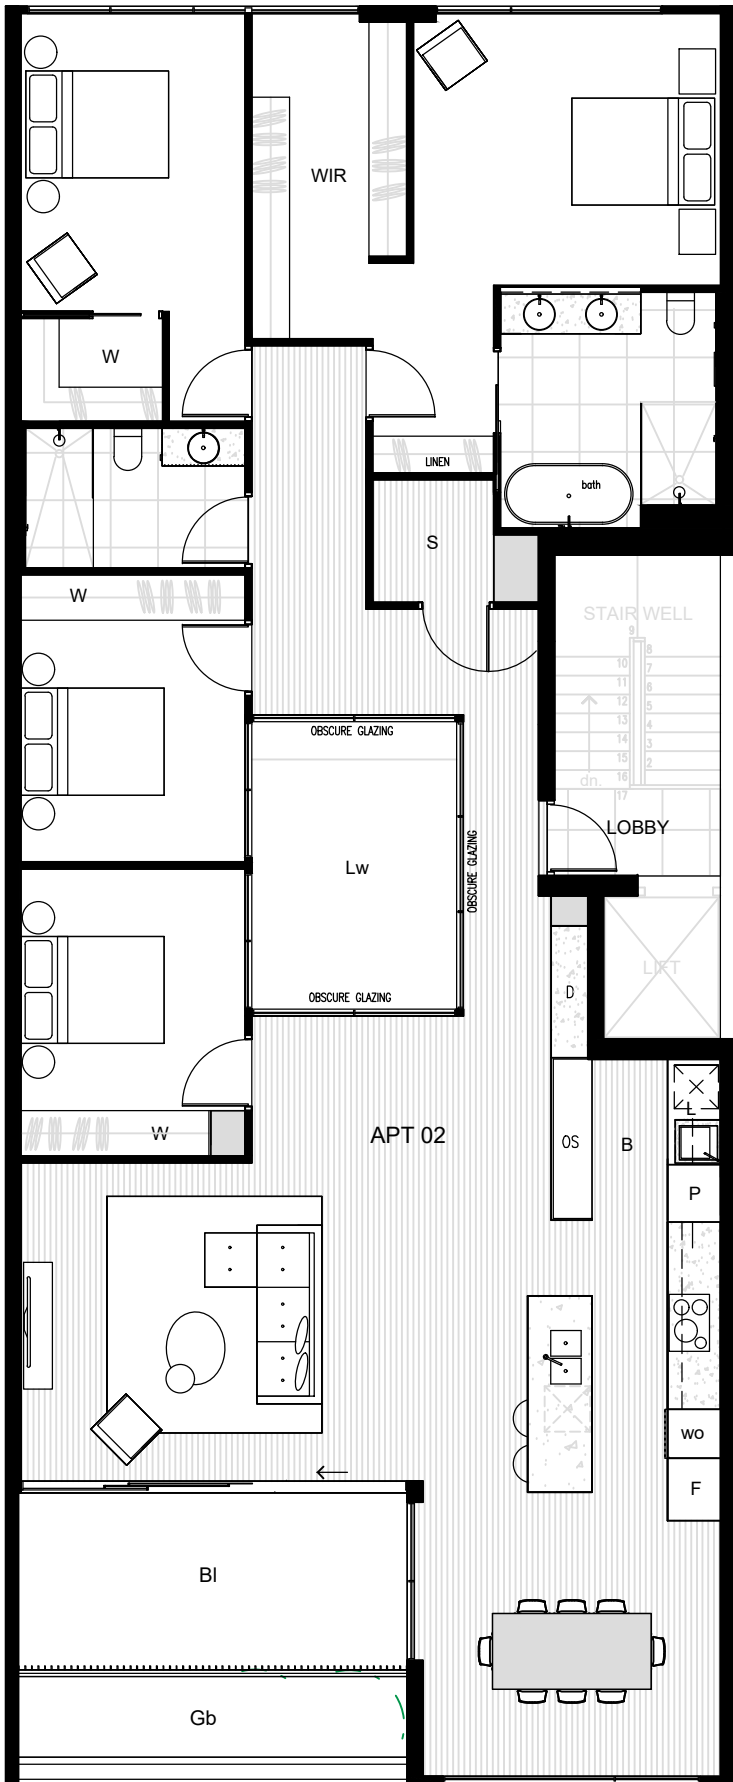 WIR
W
LINEN
bath
S
W
STAIR WELL
9
8
10
7
11
6
12
5
13
4
14
3
15
2
16
dn.
17
OBSCURE GLAZING
LOBBY
Lw
OBSCURE GLAZING
LIFT
D
OBSCURE GLAZING
L
W
APT 02
OS
B
P
wo
F
Bl
Gb